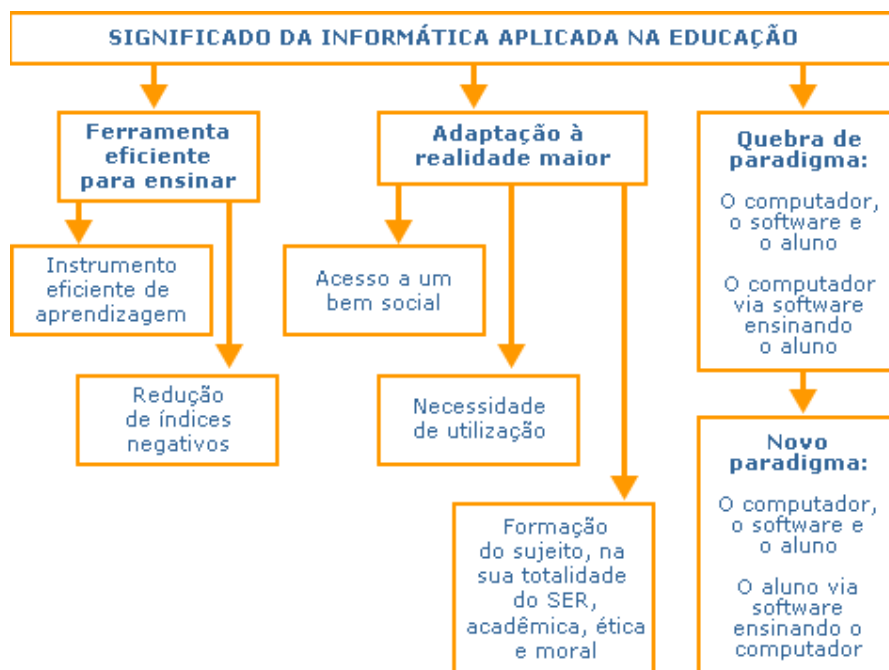 SIGNIFICADO DA INFORMÁTICA APLICADA NA EDUCAÇÃO
Ferramenta
eficiente
para ensinar
Instrumento
eficiente de
aprendizagem
Redução
de índices
negativos
Adaptação à
realidade maior
Acesso a um
bem social
Necessidade
de utilização
Formação
do sujeito, na
sua totalidade
do SER,
acadêmica, ética
e moral
Quebra de
paradigma:
O computador,
o software e
o aluno
O computador
via software
ensinando
o aluno
Novo
paradigma:
O computador,
o software e
o aluno
O aluno via
software
ensinando o
computador